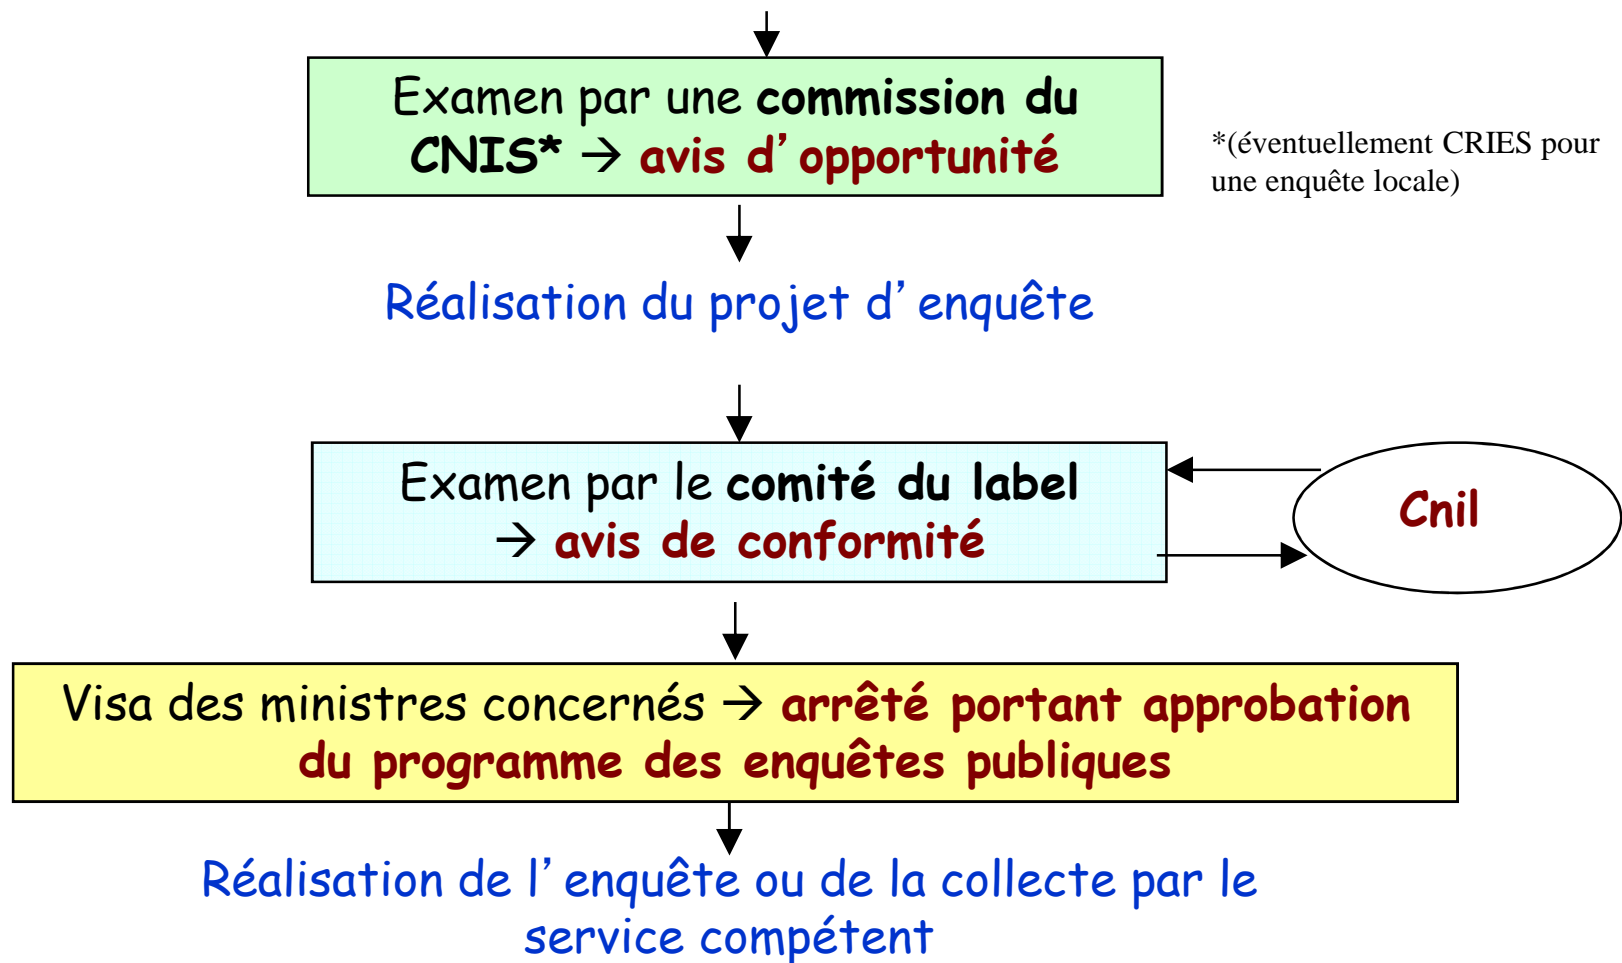 Examen par une commission du
CNIS* → avis d’opportunité
*(éventuellement CRIES pour
une enquête locale)
Réalisation du projet d’enquête
Examen par le comité du label
→ avis de conformité
Cnil
Visa des ministres concernés → arrêté portant approbation
du programme des enquêtes publiques
Réalisation de l’enquête ou de la collecte par le
service compétent